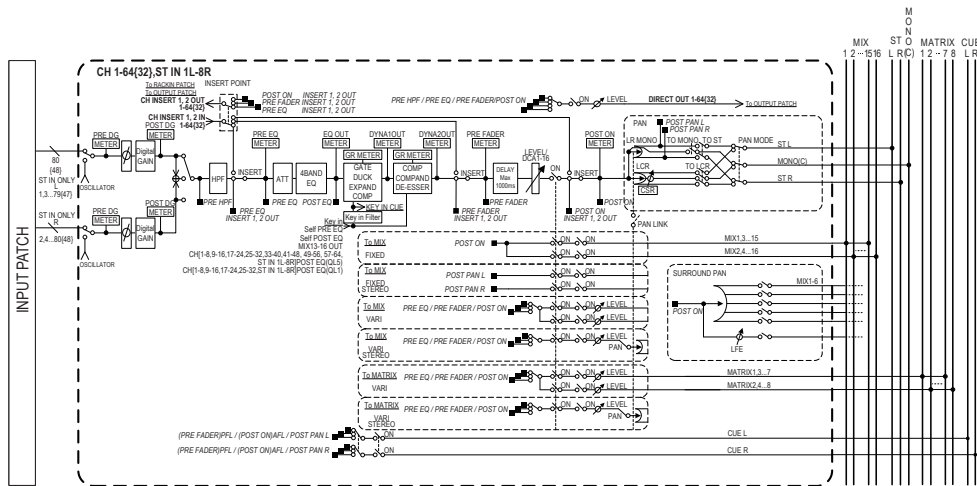 M
O
N
MIX ST O MATRIX CUE
1 2 ··· 15 16 L R (C) 1 2 ··· 7 8 L R
INPUT PATCH
CH 1-64{32},ST IN 1L-8R
To RACKIN PATCH
To OUTPUT PATCH
CH INSERT 1, 2 OUT
1-64{32}
CH INSERT 1, 2 IN
1-64{32}
INSERT POINT
POST ON INSERT 1, 2 OUT
PRE FADER INSERT 1, 2 OUT
PRE EQ INSERT 1, 2 OUT
PRE HPF / PRE EQ / PRE FADER/POST ON
ON
LEVEL
DIRECT OUT 1-64{32}
To OUTPUT PATCH
80
{48}
ST IN ONLY
L
1,3...79{47}
ST IN ONLY
R
2,4...80{48}
PRE DG
METER
OSCILLATOR
Digital
GAIN
POST DG
METER
PRE DG
METER
OSCILLATOR
Digital
GAIN
POST DG
METER
HPF
PRE HPF
INSERT
PRE EQ
INSERT 1, 2 OUT
PRE EQ
METER
ATT
PRE EQ
4BAND
EQ
POST EQ
EQ OUT
METER
GR METER
GATE
DUCK
EXPAND
COMP
KEY IN CUE
Key in Filter
Key in
Self PRE EQ
Self POST EQ
MIX13-16 OUT
CH[1-8,9-16,17-24,25-32,33-40,41-48, 49-56, 57-64,
ST IN 1L-8R]POST EQ(QL5)
CH[1-8,9-16,17-24,25-32,ST IN 1L-8R]POST EQ(QL1)
DYNA1OUT
METER
GR METER
COMP
COMPAND
DE-ESSER
DYNA2OUT
METER
INSERT
PRE FADER
INSERT 1, 2 OUT
PRE FADER
METER
PRE FADER
DELAY
Max
1000ms
LEVEL/
DCA1-16
ON
INSERT
POST ON
INSERT 1, 2 OUT
POST ON
METER
POST ON
PAN
POST PAN L
POST PAN R
LR MONO
TO MONO
TO ST
PAN MODE
LCR
TO LCR
CSR
ST L
MONO(C)
ST R
PAN LINK
To MIX
FIXED
POST ON
ON
ON
ON
ON
MIX1,3...15
MIX2,4...16
To MIX
FIXED
STEREO
POST PAN L
POST PAN R
ON
ON
ON
ON
To MIX
VARI
PRE EQ / PRE FADER / POST ON
ON
ON
LEVEL
ON
ON
LEVEL
To MIX
VARI
STEREO
PRE EQ / PRE FADER / POST ON
ON
ON
LEVEL
PAN
SURROUND PAN
POST ON
LFE
MIX1-6
To MATRIX
VARI
PRE EQ / PRE FADER / POST ON
ON
ON
LEVEL
ON
ON
LEVEL
MATRIX1,3...7
MATRIX2,4...8
To MATRIX
VARI
STEREO
PRE EQ / PRE FADER / POST ON
ON
ON
LEVEL
PAN
(PRE FADER)PFL / (POST ON)AFL / POST PAN L
ON
CUE L
(PRE FADER)PFL / (POST ON)AFL / POST PAN R
ON
CUE R